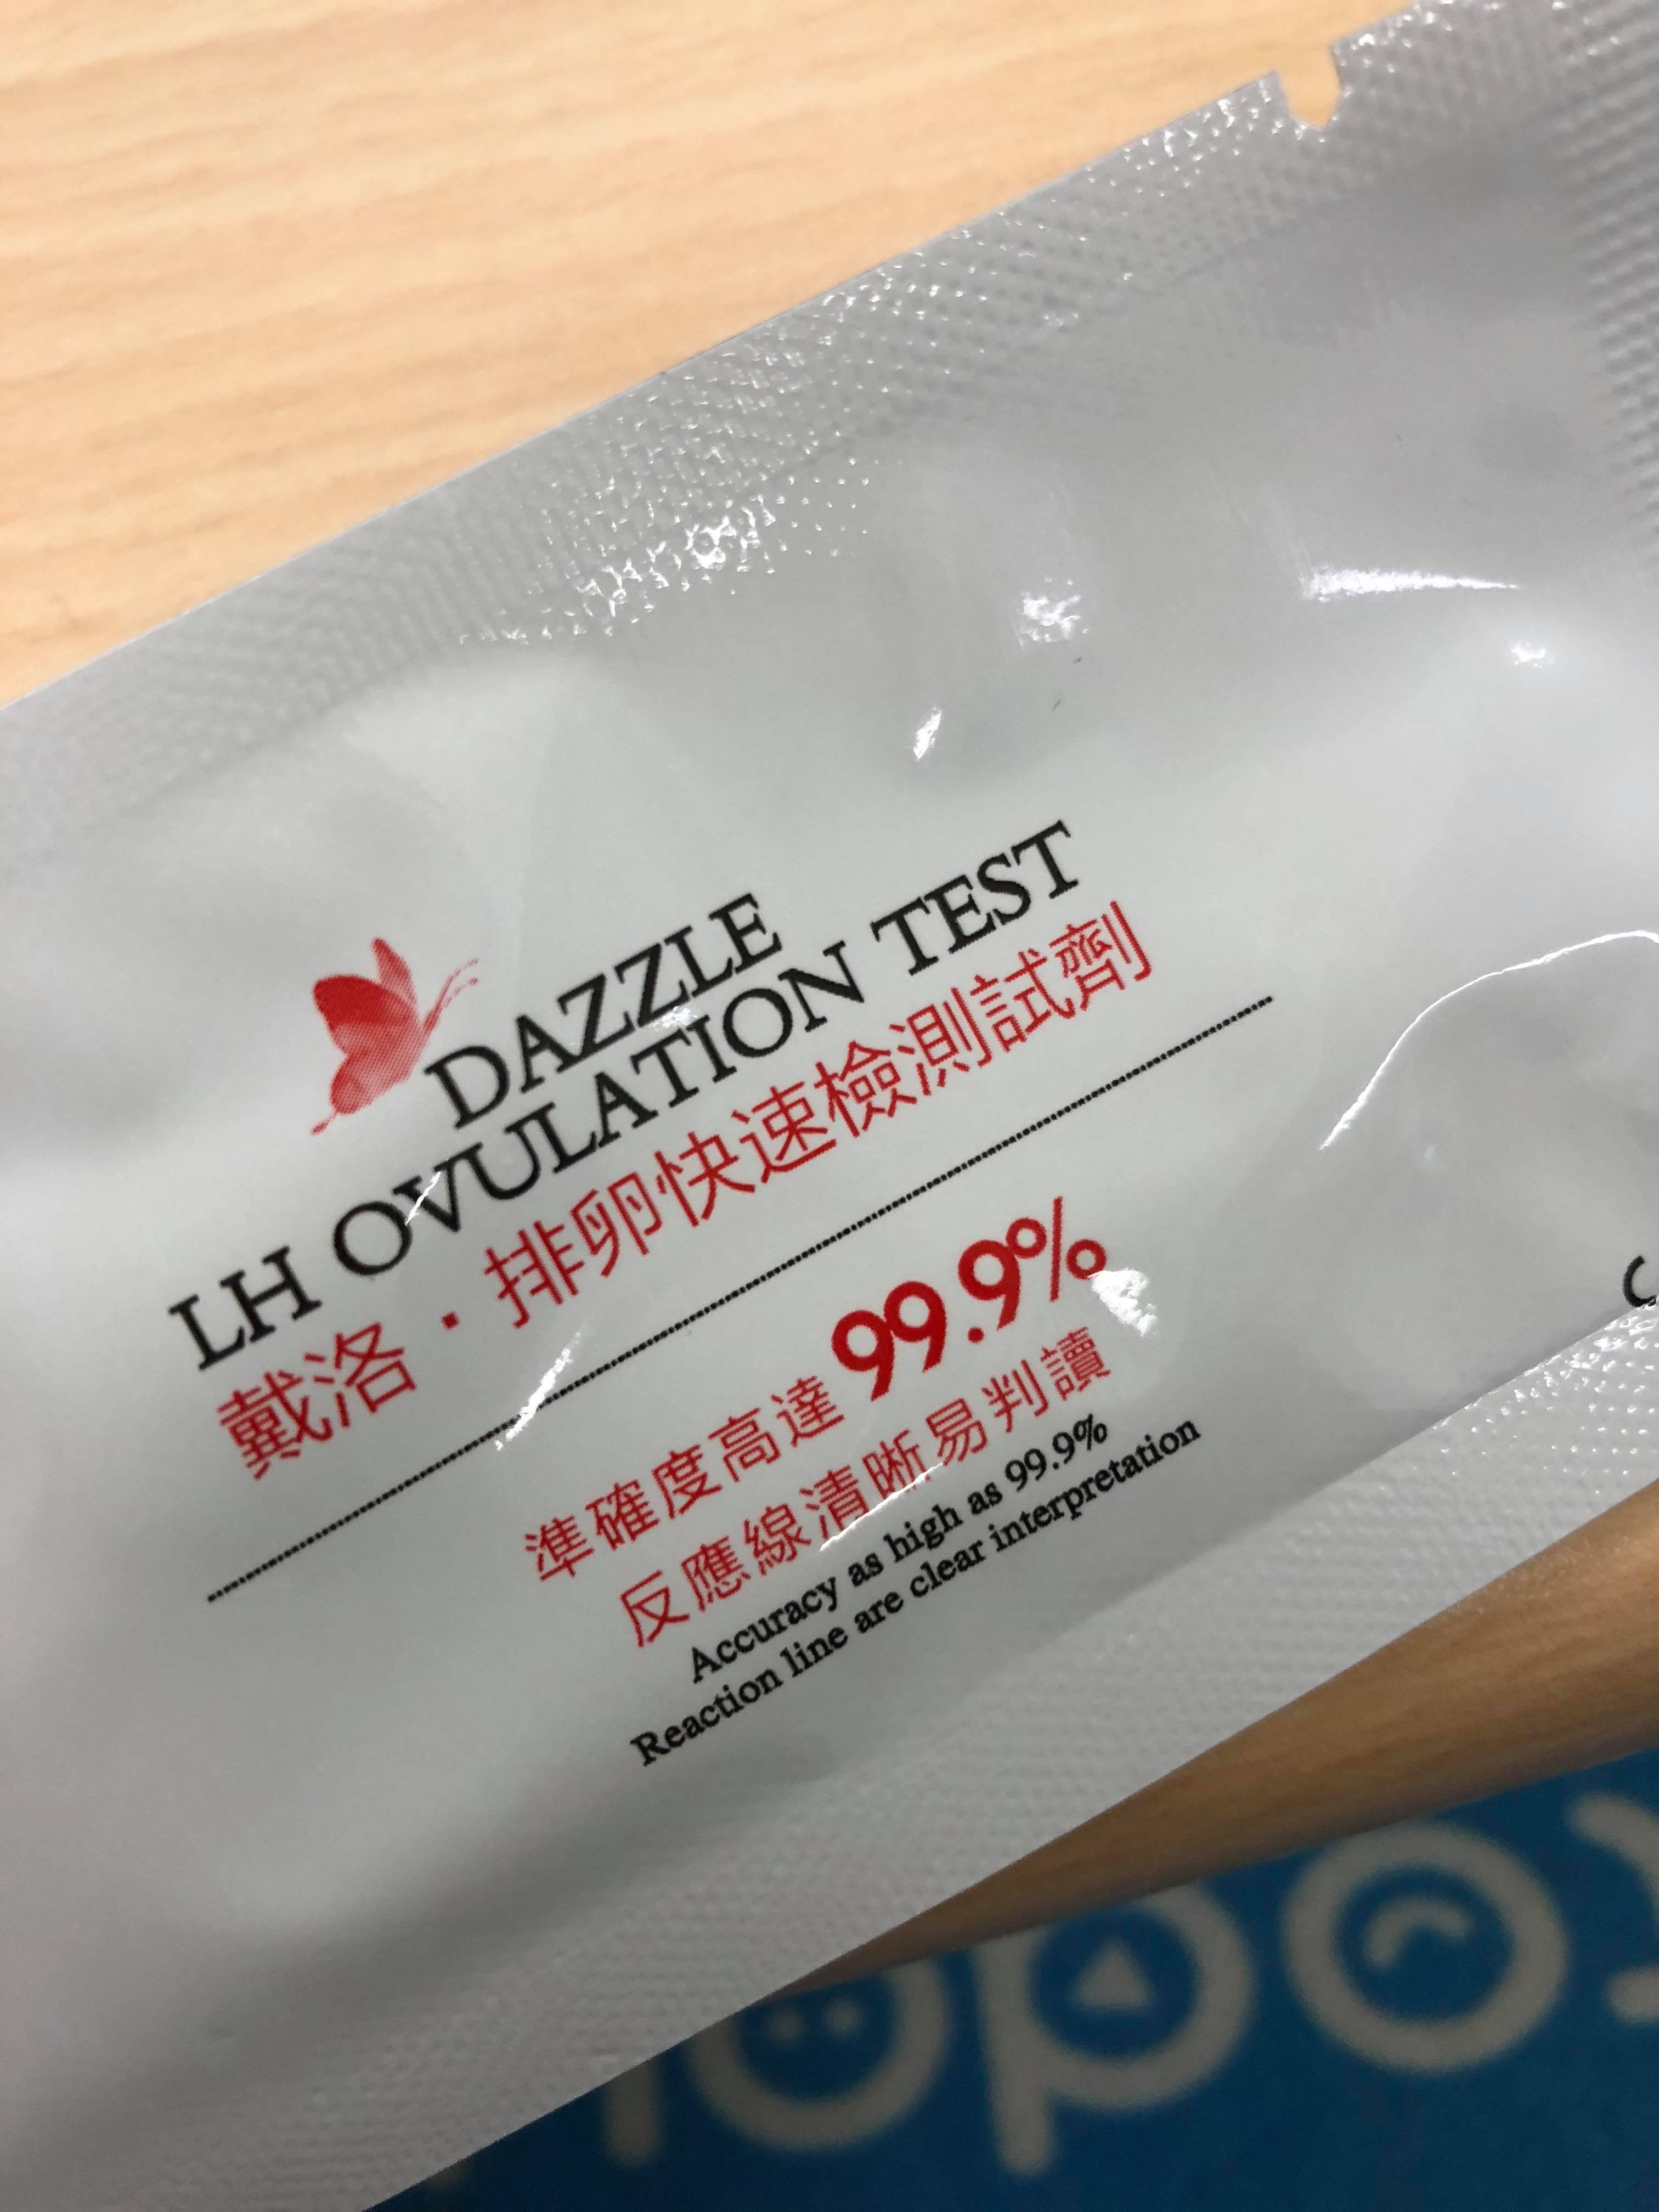 DAZZLE
LH OVULATION TEST
戴洛·排卵快速檢測試劑
準確度高達 99.9%
反應線清晰易判讀
Accuracy as high as 99.9%
Reaction line are clear interpretation